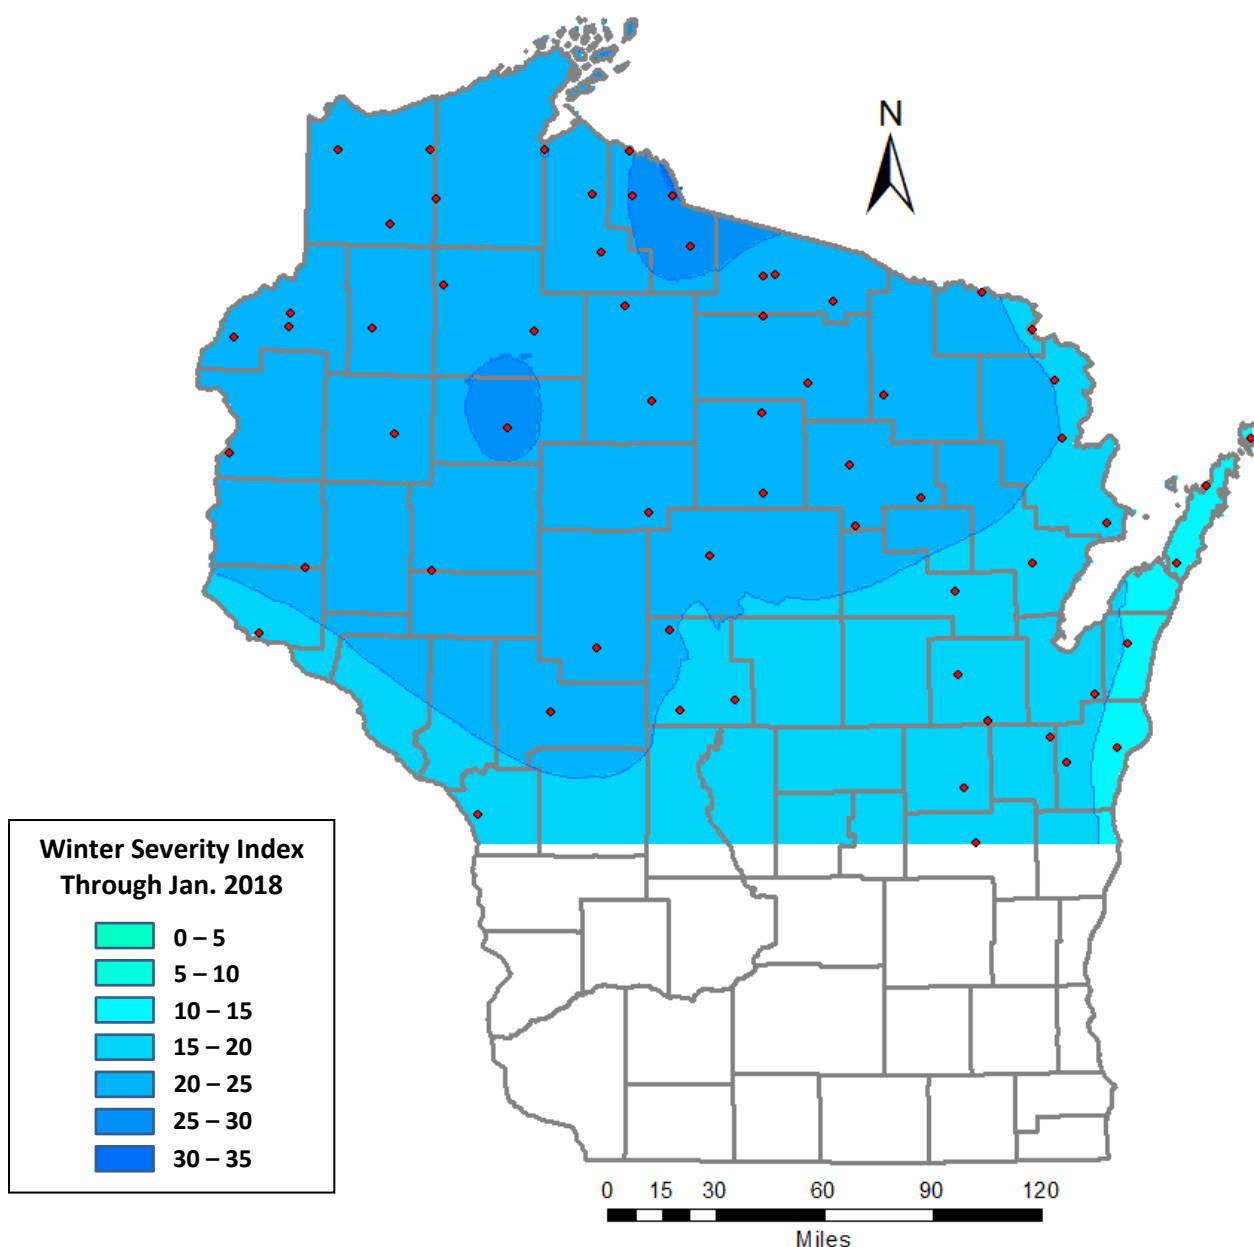 N
Winter Severity Index
Through Jan. 2018
0 – 5
5 – 10
10 – 15
15 – 20
20 – 25
25 – 30
30 – 35
0 15 30 60 90 120
Miles